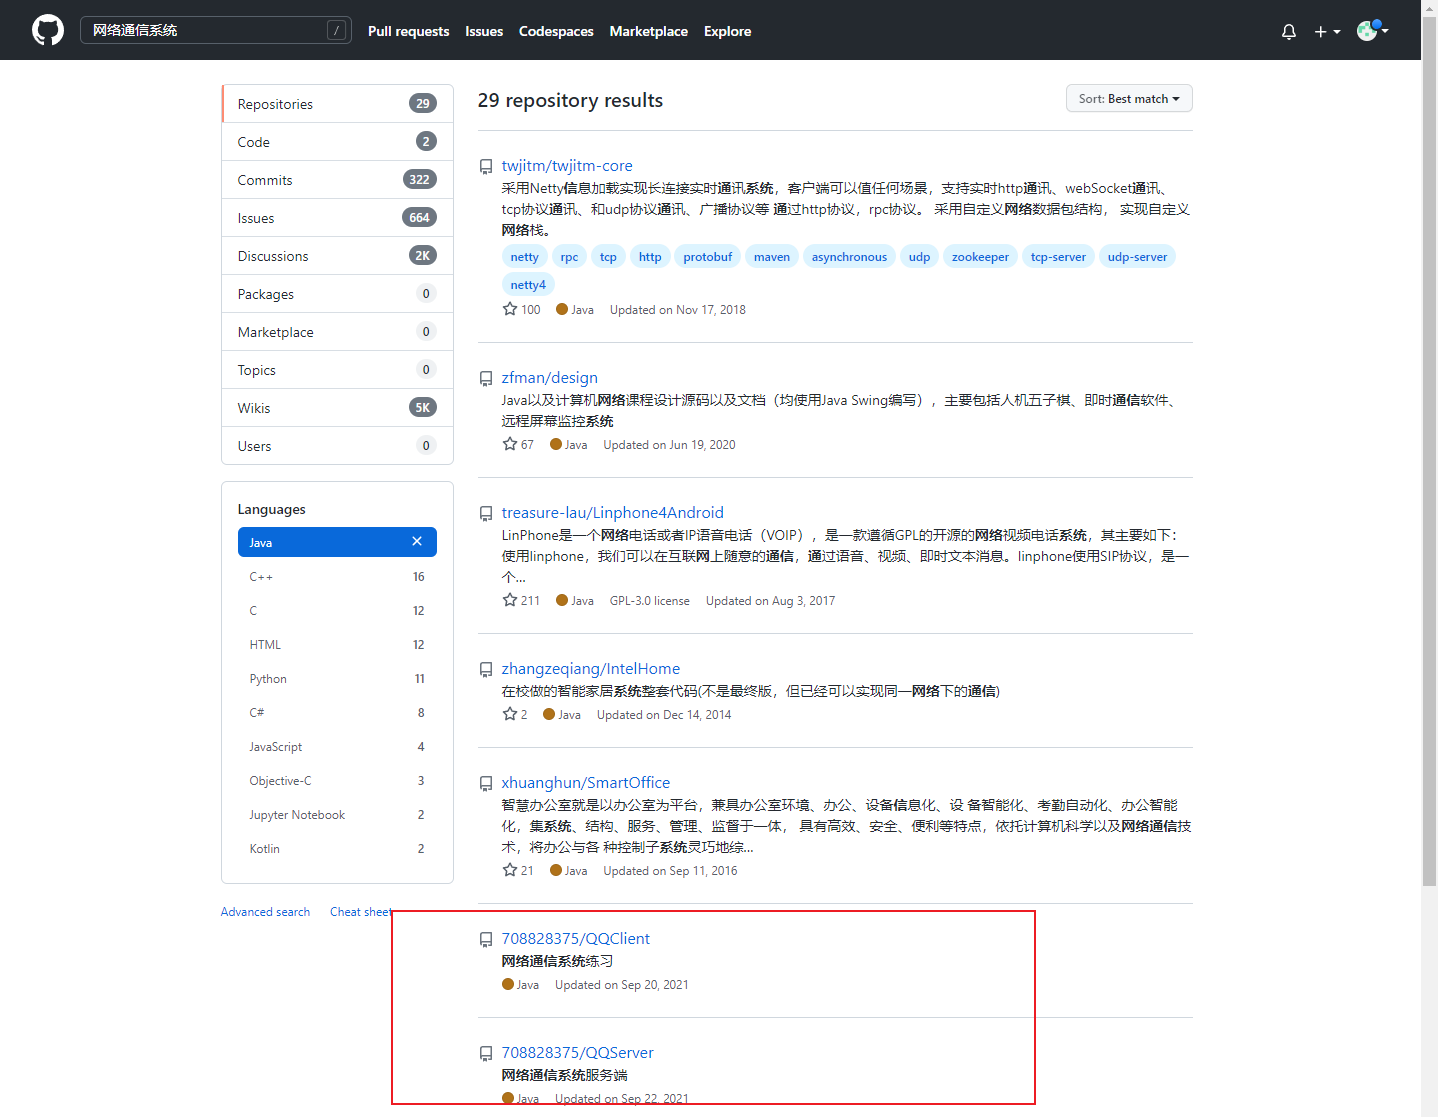 网络通信系统 /
Pull requests Issues Codespaces Marketplace Explore
Repositories 29
Code 2
Commits 322
Issues 664
Discussions 2K
Packages 0
Marketplace 0
Topics 0
Wikis 5K
Users 0
Languages
Java
C++ 16
C 12
HTML 12
Python 11
C# 8
JavaScript 4
Objective-C 3
Jupyter Notebook 2
Kotlin 2
Advanced search Cheat sheet
29 repository results
Sort: Best match
twjitm/twjitm-core
采用Netty信息加载实现长连接实时通讯系统，客户端可以值任何场景，支持实时http通讯、webSocket通讯、
tcp协议通讯、和udp协议通讯、广播协议等 通过http协议，rpc协议。 采用自定义网络数据包结构， 实现自定义
网络栈。
netty rpc tcp http protobuf maven asynchronous udp zookeeper tcp-server udp-server
netty4
100 Java Updated on Nov 17, 2018
zfman/design
Java以及计算机网络课程设计源码以及文档（均使用Java Swing编写），主要包括人机五子棋、即时通信软件、
远程屏幕监控系统
67 Java Updated on Jun 19, 2020
treasure-lau/Linphone4Android
LinPhone是一个网络电话或者IP语音电话（VOIP），是一款遵循GPL的开源的网络视频电话系统，其主要如下：
使用linphone，我们可以在互联网上随意的通信，通过语音、视频、即时文本消息。linphone使用SIP协议，是一
个...
211 Java GPL-3.0 license Updated on Aug 3, 2017
zhangzeqiang/IntelHome
在校做的智能家居系统整套代码(不是最终版，但已经可以实现同一网络下的通信)
2 Java Updated on Dec 14, 2014
xhuanghun/SmartOffice
智慧办公室就是以办公室为平台，兼具办公室环境、办公、设备信息化、设 备智能化、考勤自动化、办公智能
化，集系统、结构、服务、管理、监督于一体， 具有高效、安全、便利等特点，依托计算机科学以及网络通信技
术，将办公与各 种控制子系统灵巧地综...
21 Java Updated on Sep 11, 2016
708828375/QQClient
网络通信系统练习
Java Updated on Sep 20, 2021
708828375/QQServer
网络通信系统服务端
Java Updated on Sep 22, 2021